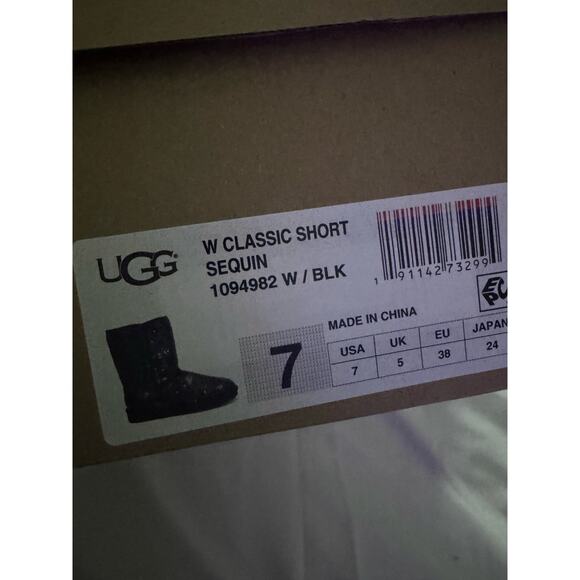 UGG
W CLASSIC SHORT
SEQUIN
1094982 W / BLK
1 91142 73299
EPC
MADE IN CHINA
7
USA UK EU JAPAN
7 5 38 24